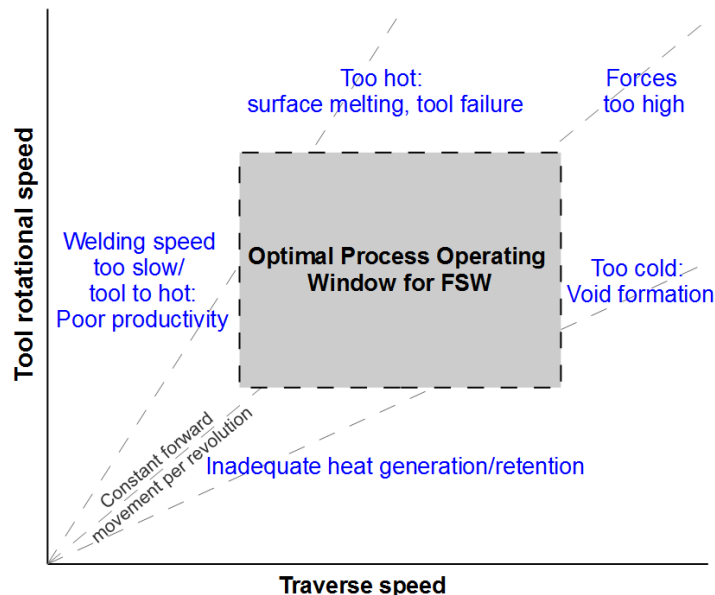 Too hot:
surface melting, tool failure
Forces
too high
Tool rotational speed
Welding speed
too slow/
tool to hot:
Poor productivity
Optimal Process Operating
Window for FSW
Too cold:
Void formation
Constant forward
movement per revolution
Inadequate heat generation/retention
Traverse speed